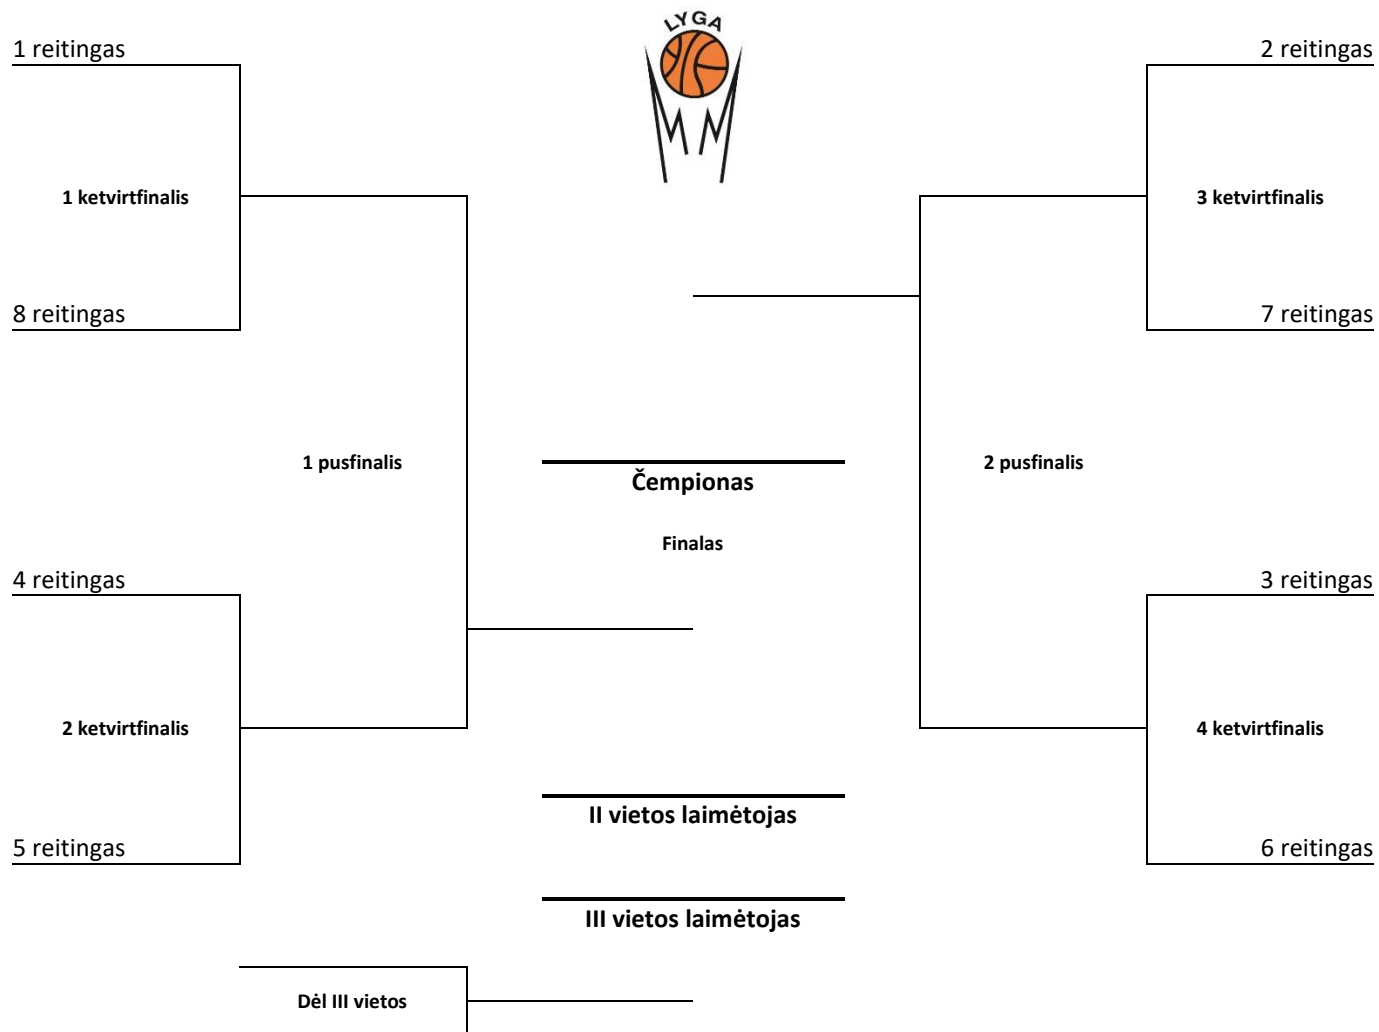 LYGA
1 reitingas
2 reitingas
1 ketvirtfinalis
3 ketvirtfinalis
8 reitingas
7 reitingas
1 pusfinalis
2 pusfinalis
Čempionas
Finalas
4 reitingas
3 reitingas
2 ketvirtfinalis
4 ketvirtfinalis
II vietos laimėtojas
5 reitingas
6 reitingas
III vietos laimėtojas
Dėl III vietos